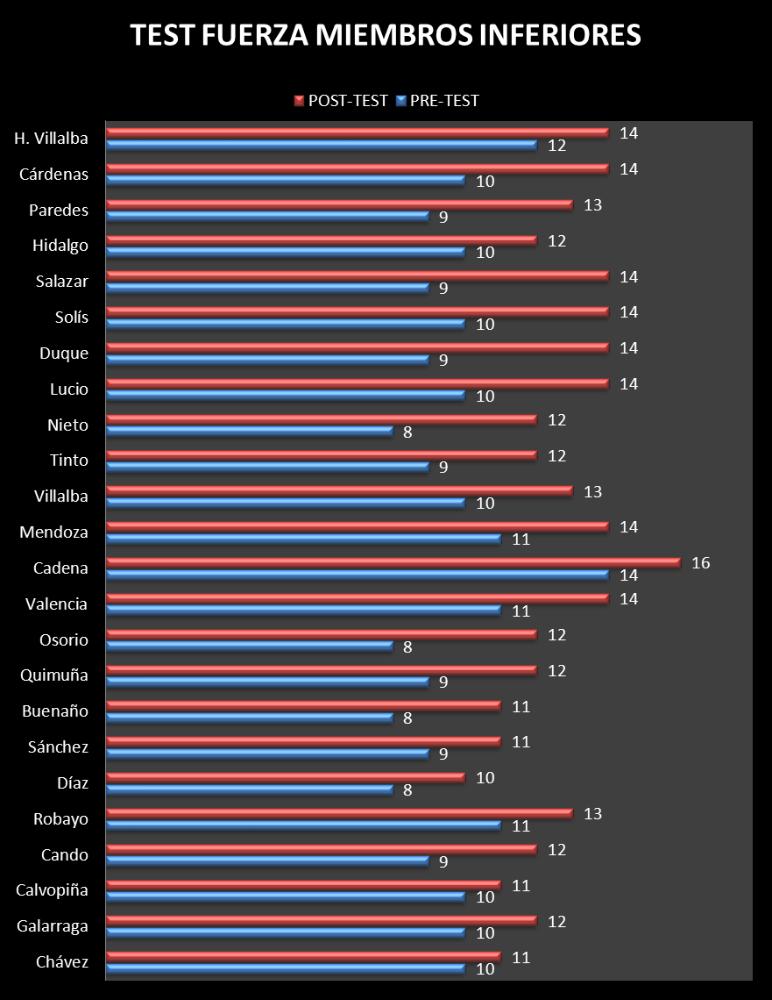 TEST FUERZA MIEMBROS INFERIORES
POST-TEST PRE-TEST
H. Villalba 14
12
Cárdenas 14
10
Paredes 13
9
Hidalgo 12
10
Salazar 14
9
Solís 14
10
Duque 14
9
Lucio 14
10
Nieto 12
8
Tinto 12
9
Villalba 13
10
Mendoza 14
11
Cadena 16
14
Valencia 14
11
Osorio 12
8
Quimuña 12
9
Buenaño 11
8
Sánchez 11
9
Díaz 10
8
Robayo 13
11
Cando 12
9
Calvopiña 11
10
Galarraga 12
10
Chávez 11
10